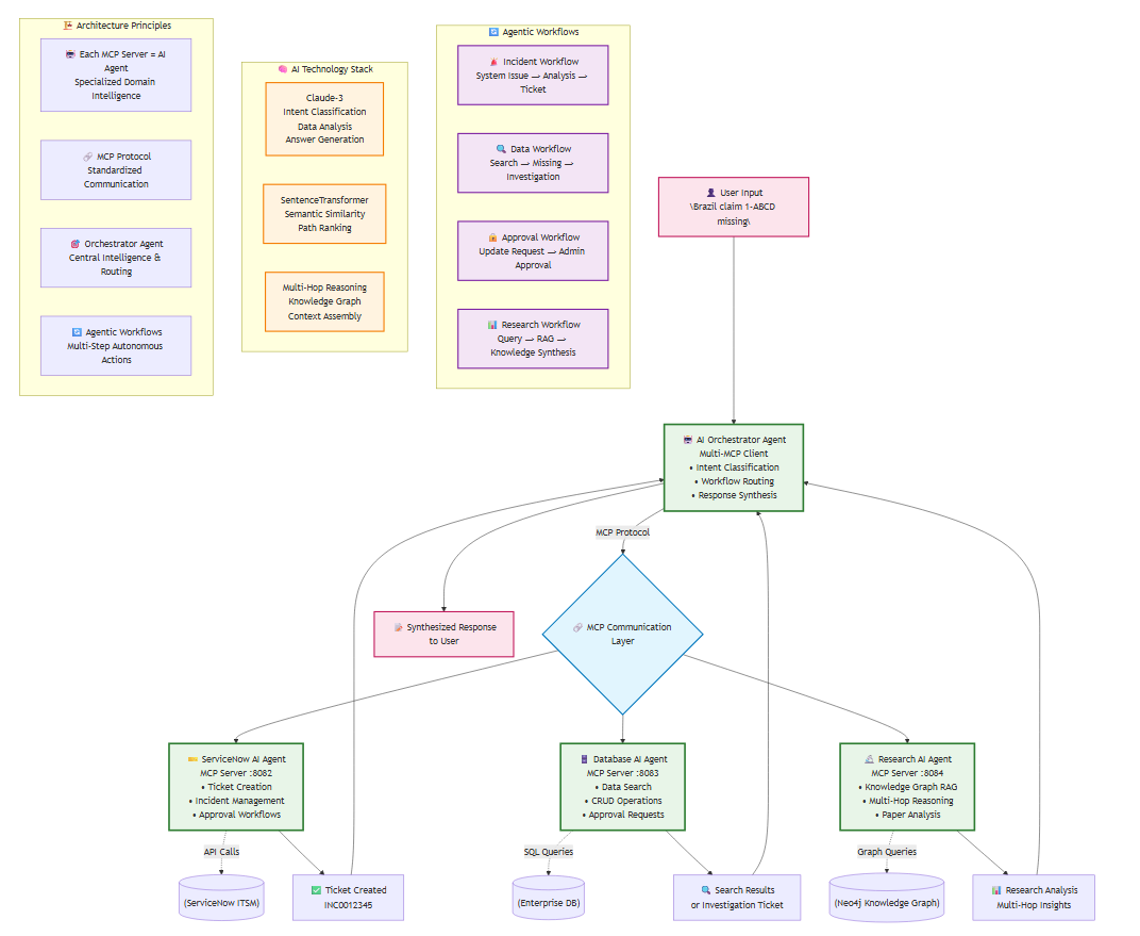 Architecture Principles
Each MCP Server = AI
Agent
Specialized Domain
Intelligence
MCP Protocol
Standardized
Communication
Orchestrator Agent
Central Intelligence &
Routing
Agentic Workflows
Multi-Step Autonomous
Actions
AI Technology Stack
Claude-3
Intent Classification
Data Analysis
Answer Generation
SentenceTransformer
Semantic Similarity
Path Ranking
Multi-Hop Reasoning
Knowledge Graph
Context Assembly
Agentic Workflows
Incident Workflow
System Issue → Analysis →
Ticket
Data Workflow
Search → Missing →
Investigation
Approval Workflow
Update Request → Admin
Approval
Research Workflow
Query → RAG →
Knowledge Synthesis
User Input
\Brazil claim 1-ABCD
missing\
AI Orchestrator Agent
Multi-MCP Client
• Intent Classification
• Workflow Routing
• Response Synthesis
MCP Protocol
Synthesized Response
to User
MCP Communication
Layer
ServiceNow AI Agent
MCP Server :8082
• Ticket Creation
• Incident Management
• Approval Workflows
Database AI Agent
MCP Server :8083
• Data Search
• CRUD Operations
• Approval Requests
Research AI Agent
MCP Server :8084
• Knowledge Graph RAG
• Multi-Hop Reasoning
• Paper Analysis
API Calls
SQL Queries
Graph Queries
(ServiceNow ITSM)
Ticket Created
INC0012345
(Enterprise DB)
Search Results
or Investigation Ticket
(Neo4j Knowledge Graph)
Research Analysis
Multi-Hop Insights